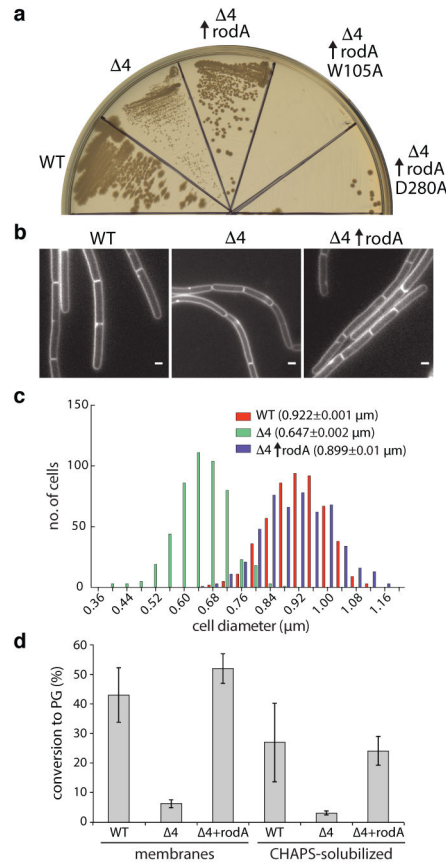 a
WT
Δ4
Δ4
↑ rodA
Δ4
↑ rodA
W105A
Δ4
↑ rodA
D280A
b
WT
Δ4
Δ4 ↑rodA
c
no. of cells
150
100
50
0
WT (0.922±0.001 µm)
Δ4 (0.647±0.002 µm)
Δ4 ↑rodA (0.899±0.01 µm)
0.36 0.44 0.52 0.60 0.68 0.76 0.84 0.92 1.00 1.08 1.16
cell diameter (µm)
d
conversion to PG (%)
60
50
40
30
20
10
0
WT Δ4 Δ4+rodA WT Δ4 Δ4+rodA
membranes CHAPS-solubilized